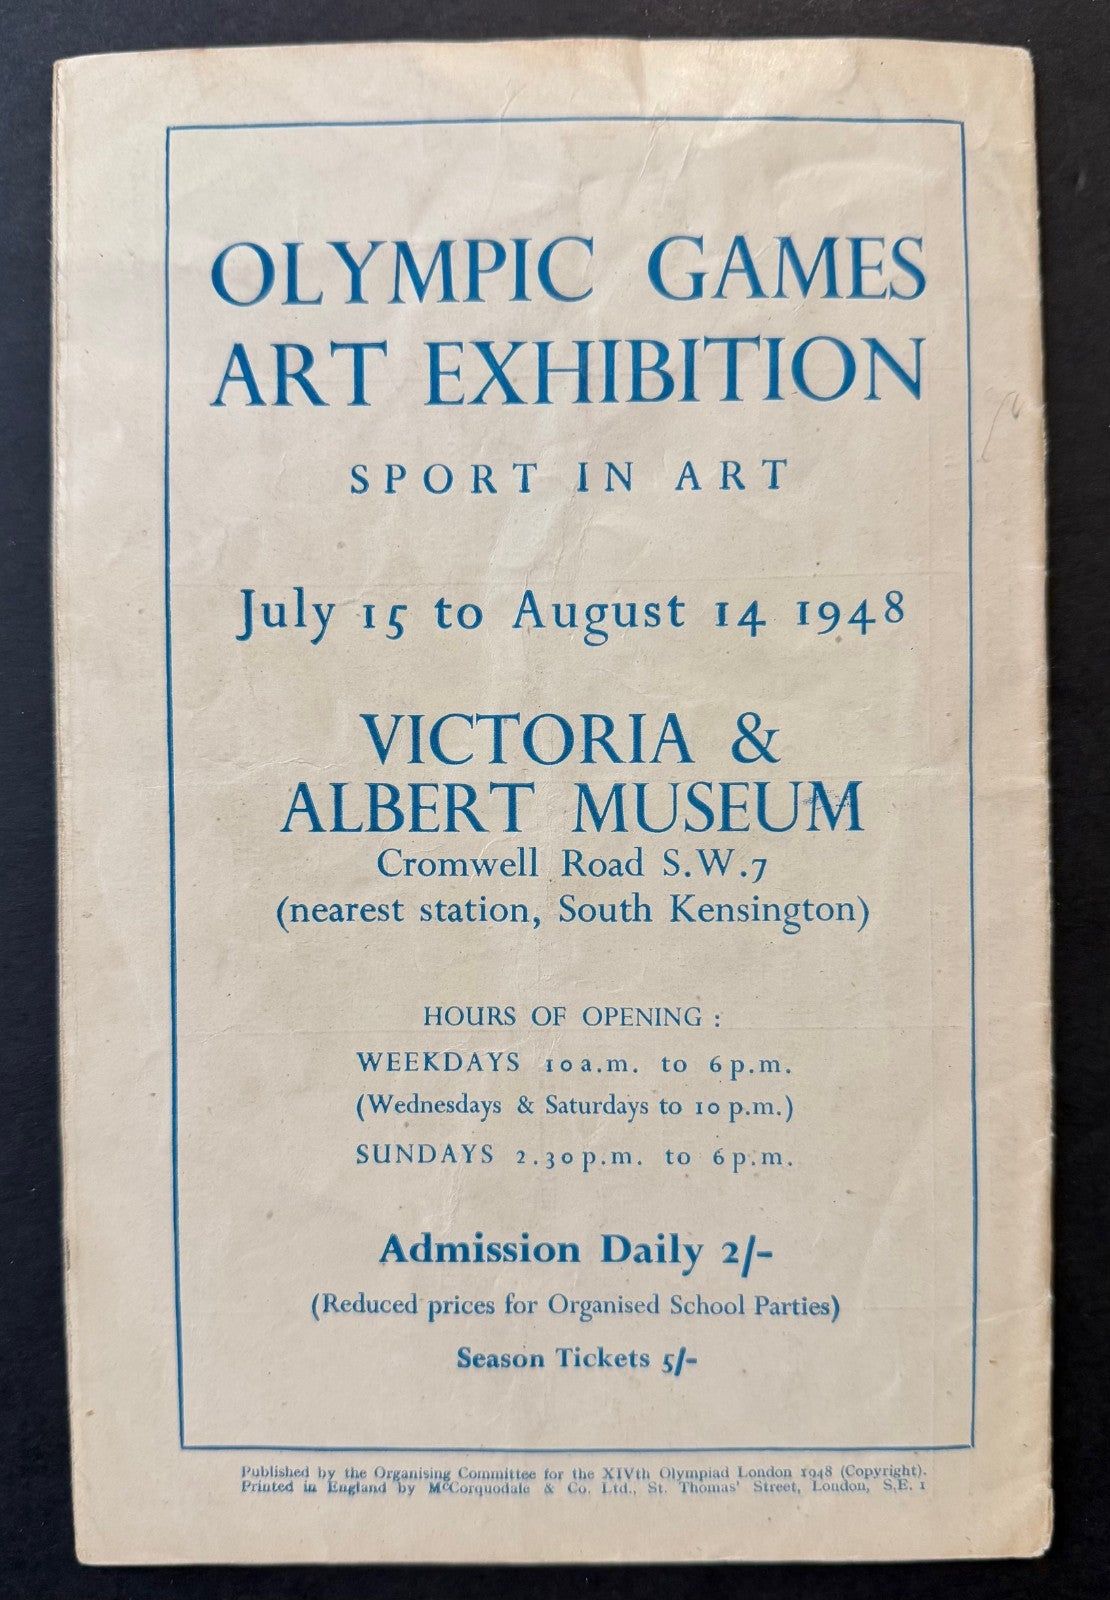 OLYMPIC GAMES
ART EXHIBITION
SPORT IN ART
July 15 to August 14 1948
VICTORIA &
ALBERT MUSEUM
Cromwell Road S.W.7
(nearest station, South Kensington)
HOURS OF OPENING :
WEEKDAYS 10 a.m. to 6 p.m.
(Wednesdays & Saturdays to 10 p.m.)
SUNDAYS 2.30 p.m. to 6 p.m.
Admission Daily 2/-
(Reduced prices for Organised School Parties)
Season Tickets 5/-
Published by the Organising Committee for the XIVth Olympiad London 1948 (Copyright).
Printed in England by McCorquodale & Co. Ltd., St. Thomas' Street, London, S.E. 1